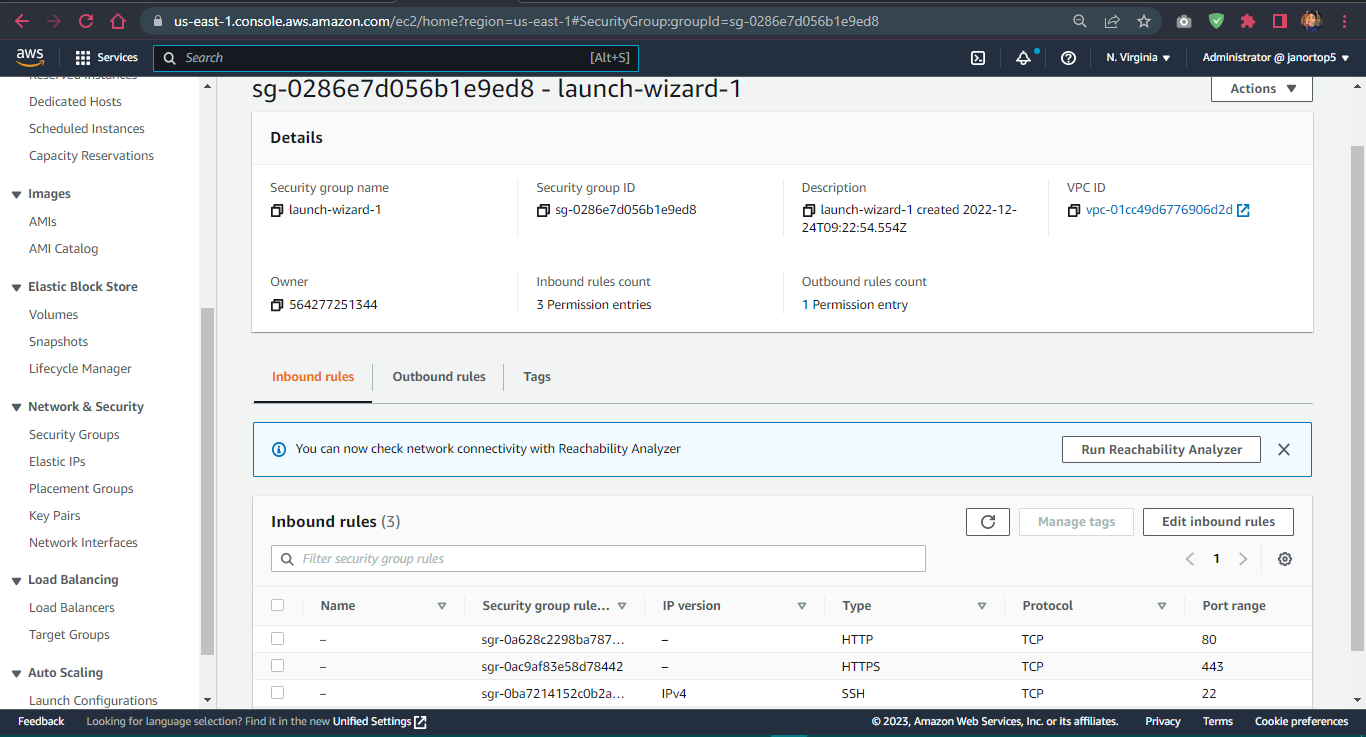 us-east-1.console.aws.amazon.com/ec2/home?region=us-east-1#SecurityGroup:groupId=sg-0286e7d056b1e9ed8
aws
Services
Search
[Alt+S]
N. Virginia
Administrator @ janortop5
Reserved Instances
Dedicated Hosts
Scheduled Instances
Capacity Reservations
Images
AMIs
AMI Catalog
Elastic Block Store
Volumes
Snapshots
Lifecycle Manager
Network & Security
Security Groups
Elastic IPs
Placement Groups
Key Pairs
Network Interfaces
Load Balancing
Load Balancers
Target Groups
Auto Scaling
Launch Configurations
sg-0286e7d056b1e9ed8 - launch-wizard-1
Actions
Details
Security group name
launch-wizard-1
Security group ID
sg-0286e7d056b1e9ed8
Description
launch-wizard-1 created 2022-12-
24T09:22:54.554Z
VPC ID
vpc-01cc49d6776906d2d
Owner
564277251344
Inbound rules count
3 Permission entries
Outbound rules count
1 Permission entry
Inbound rules
Outbound rules
Tags
You can now check network connectivity with Reachability Analyzer
Run Reachability Analyzer
Inbound rules (3)
Manage tags
Edit inbound rules
Filter security group rules
1
Name Security group rule... IP version Type Protocol Port range
– sgr-0a628c2298ba787... – HTTP TCP 80
– sgr-0ac9af83e58d78442 – HTTPS TCP 443
– sgr-0ba7214152c0b2a... IPv4 SSH TCP 22
Feedback
Looking for language selection? Find it in the new Unified Settings
© 2023, Amazon Web Services, Inc. or its affiliates.
Privacy
Terms
Cookie preferences